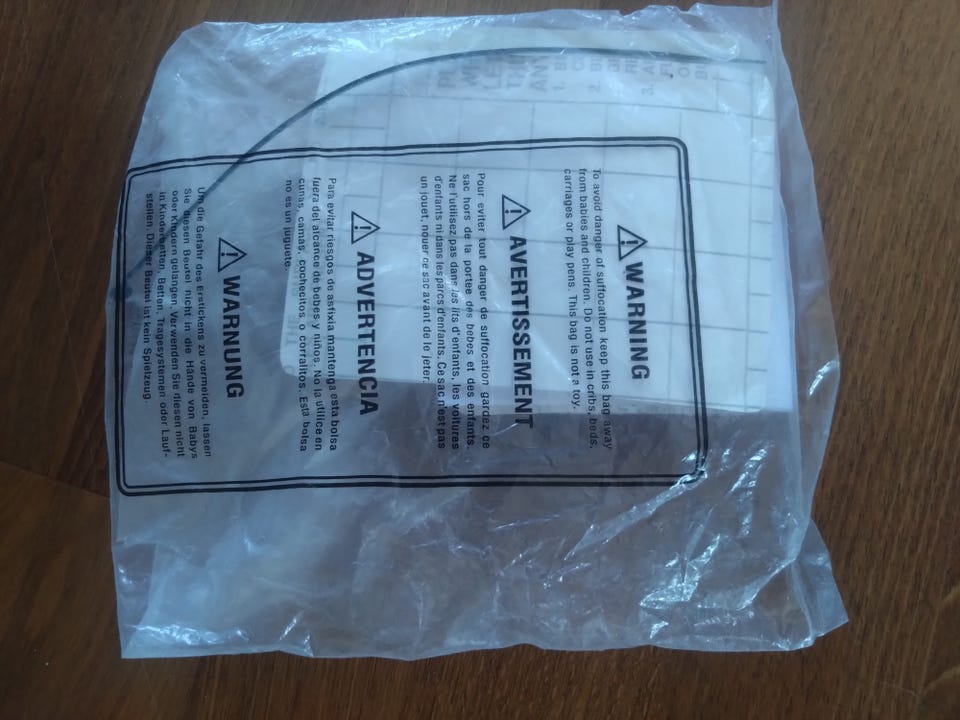 WARNING
To avoid danger of suffocation keep this bag away
from babies and children. Do not use in cribs, beds.
carriages or play pens. This bag is not a toy.
AVERTISSEMENT
Pour eviter tout danger de suffocation gardez ce
sac hors de la portee des bebes et des enfants.
Ne l'utilisez pas dans les lits d'enfants, les voitures
d'enfants ni dans les parcs d'enfants. Ce sac n'est pas
un jouet, nouer ce sac avant de le jeter.
ADVERTENCIA
Para evitar riesgos de asfixia mantenga esta bolsa
fuera del alcance de bebes y niños. No la utilice en
cunas, camas, cochecitos o corralitos. Esta bolsa
no es un juguete.
WARNUNG
Um die Gefahr des Erstickens zu vermeiden, lassen
Sie diesen Beutel nicht in die Hände von Babys
oder Kindern gelangen. Verwenden Sie diesen nicht
in Kinderbetten, Betten, Tragesystemen oder Lauf-
ställen. Dieser Beutel ist kein Spielzeug.